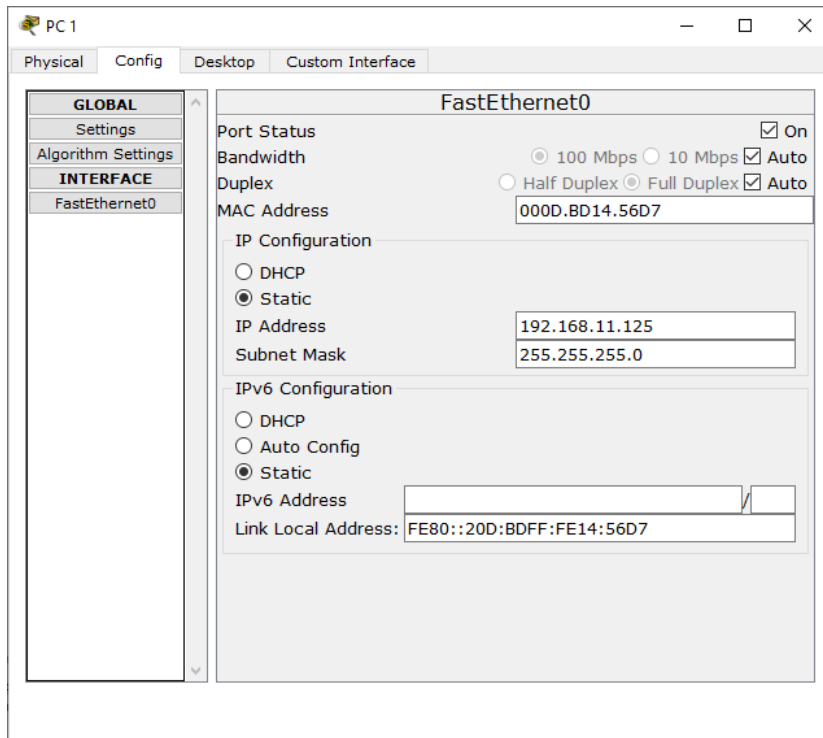 PC 1
Physical Config Desktop Custom Interface
GLOBAL
Settings
Algorithm Settings
INTERFACE
FastEthernet0
FastEthernet0
Port Status On
Bandwidth 100 Mbps 10 Mbps Auto
Duplex Half Duplex Full Duplex Auto
MAC Address 000D.BD14.56D7
IP Configuration
DHCP
Static
IP Address 192.168.11.125
Subnet Mask 255.255.255.0
IPv6 Configuration
DHCP
Auto Config
Static
IPv6 Address /
Link Local Address: FE80::20D:BDFF:FE14:56D7